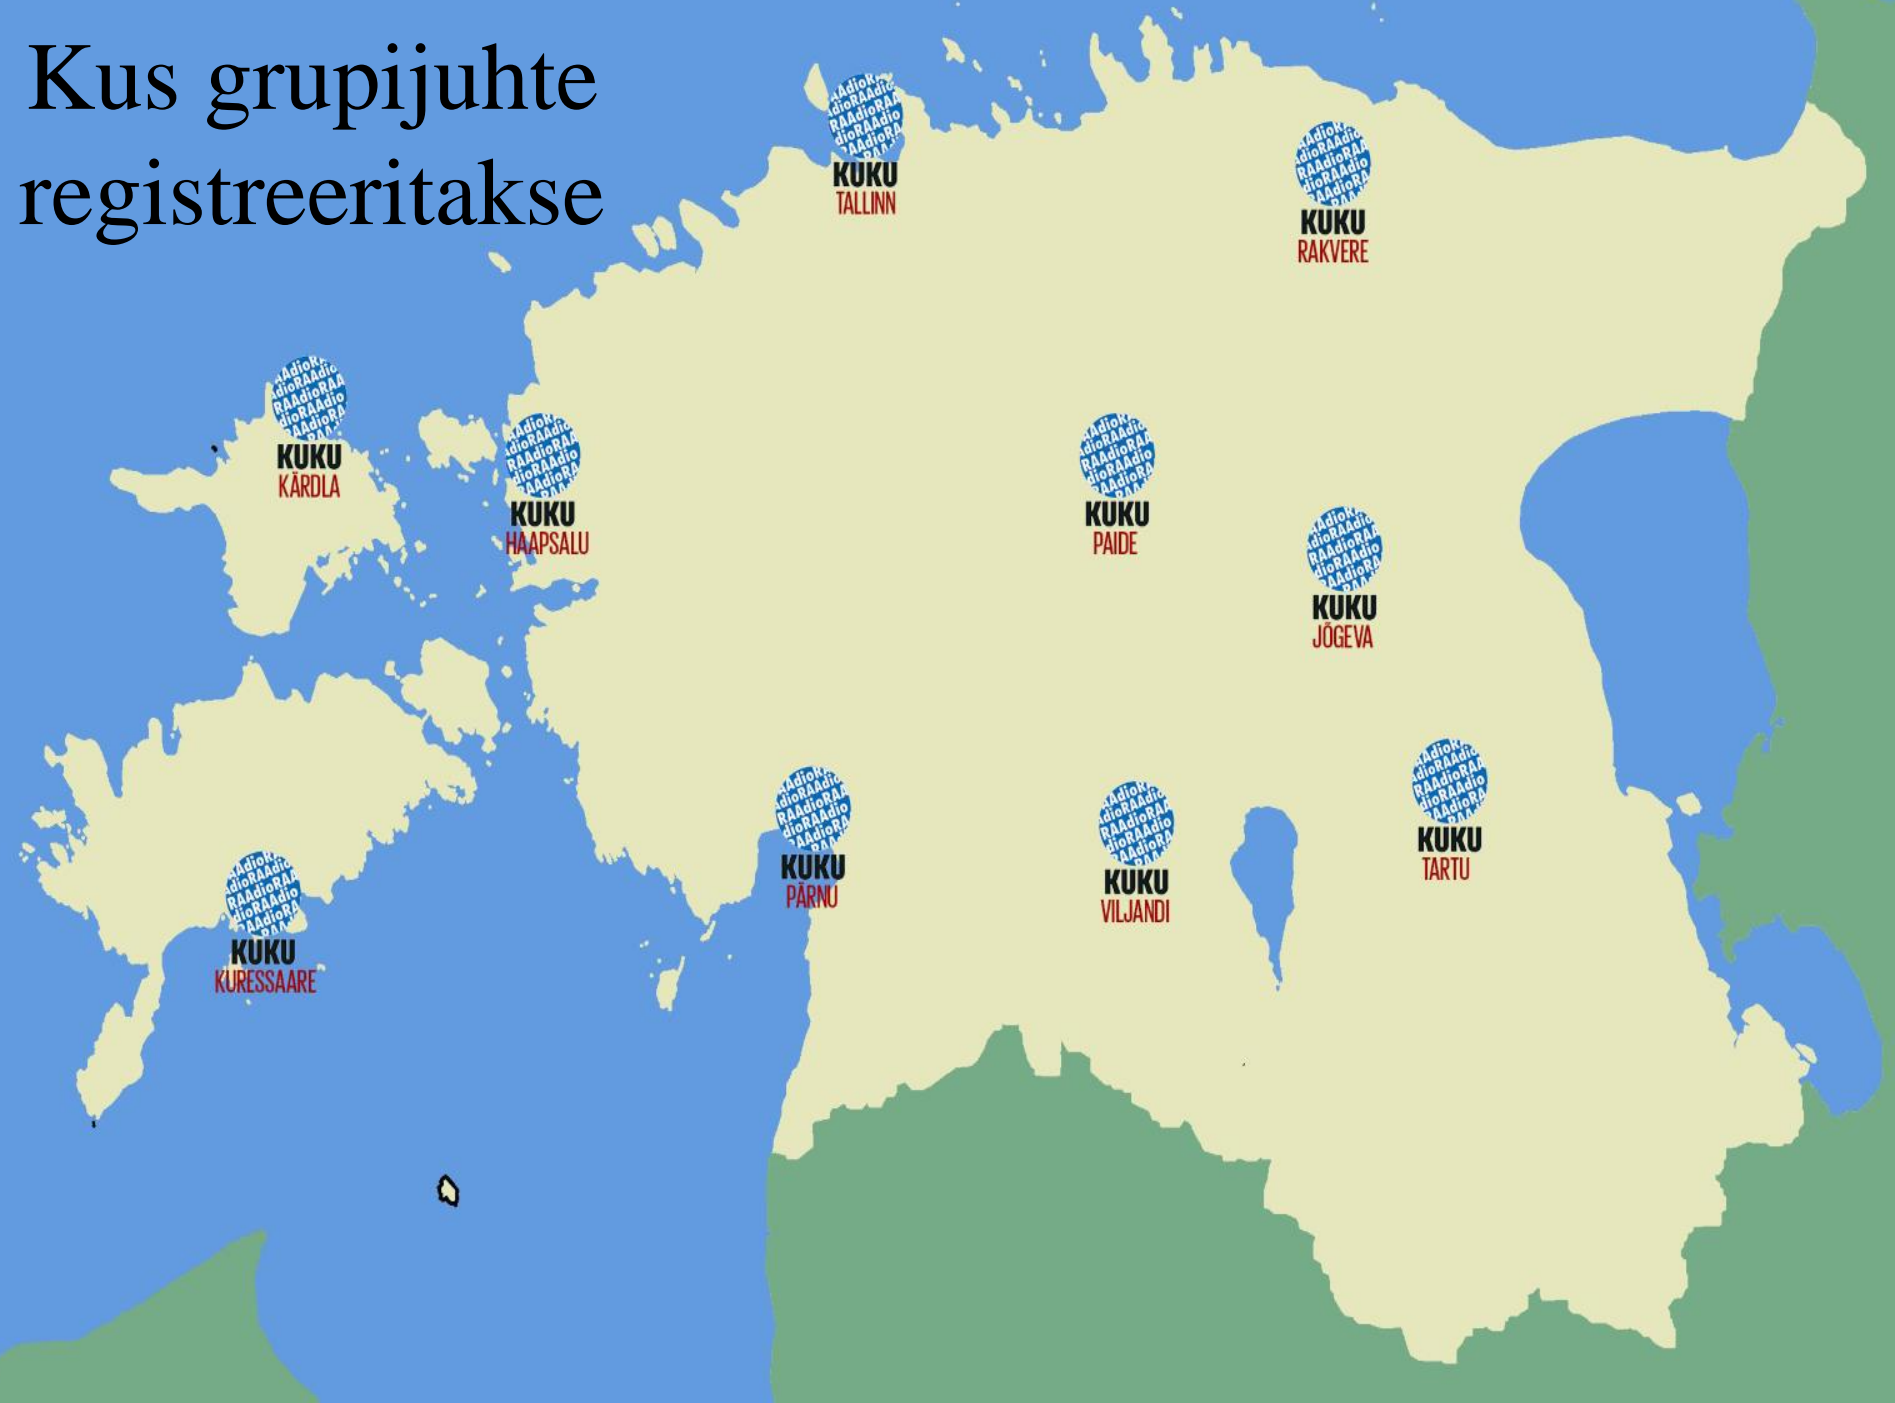 Kus grupijuhte
registreeritakse
KUKU
TALLINN
KUKU
RAKVERE
KUKU
KÄRDLA
KUKU
HAAPSALU
KUKU
PAIDE
KUKU
JÕGEVA
KUKU
PÄRNU
KUKU
VILJANDI
KUKU
TARTU
KUKU
KURESSAARE